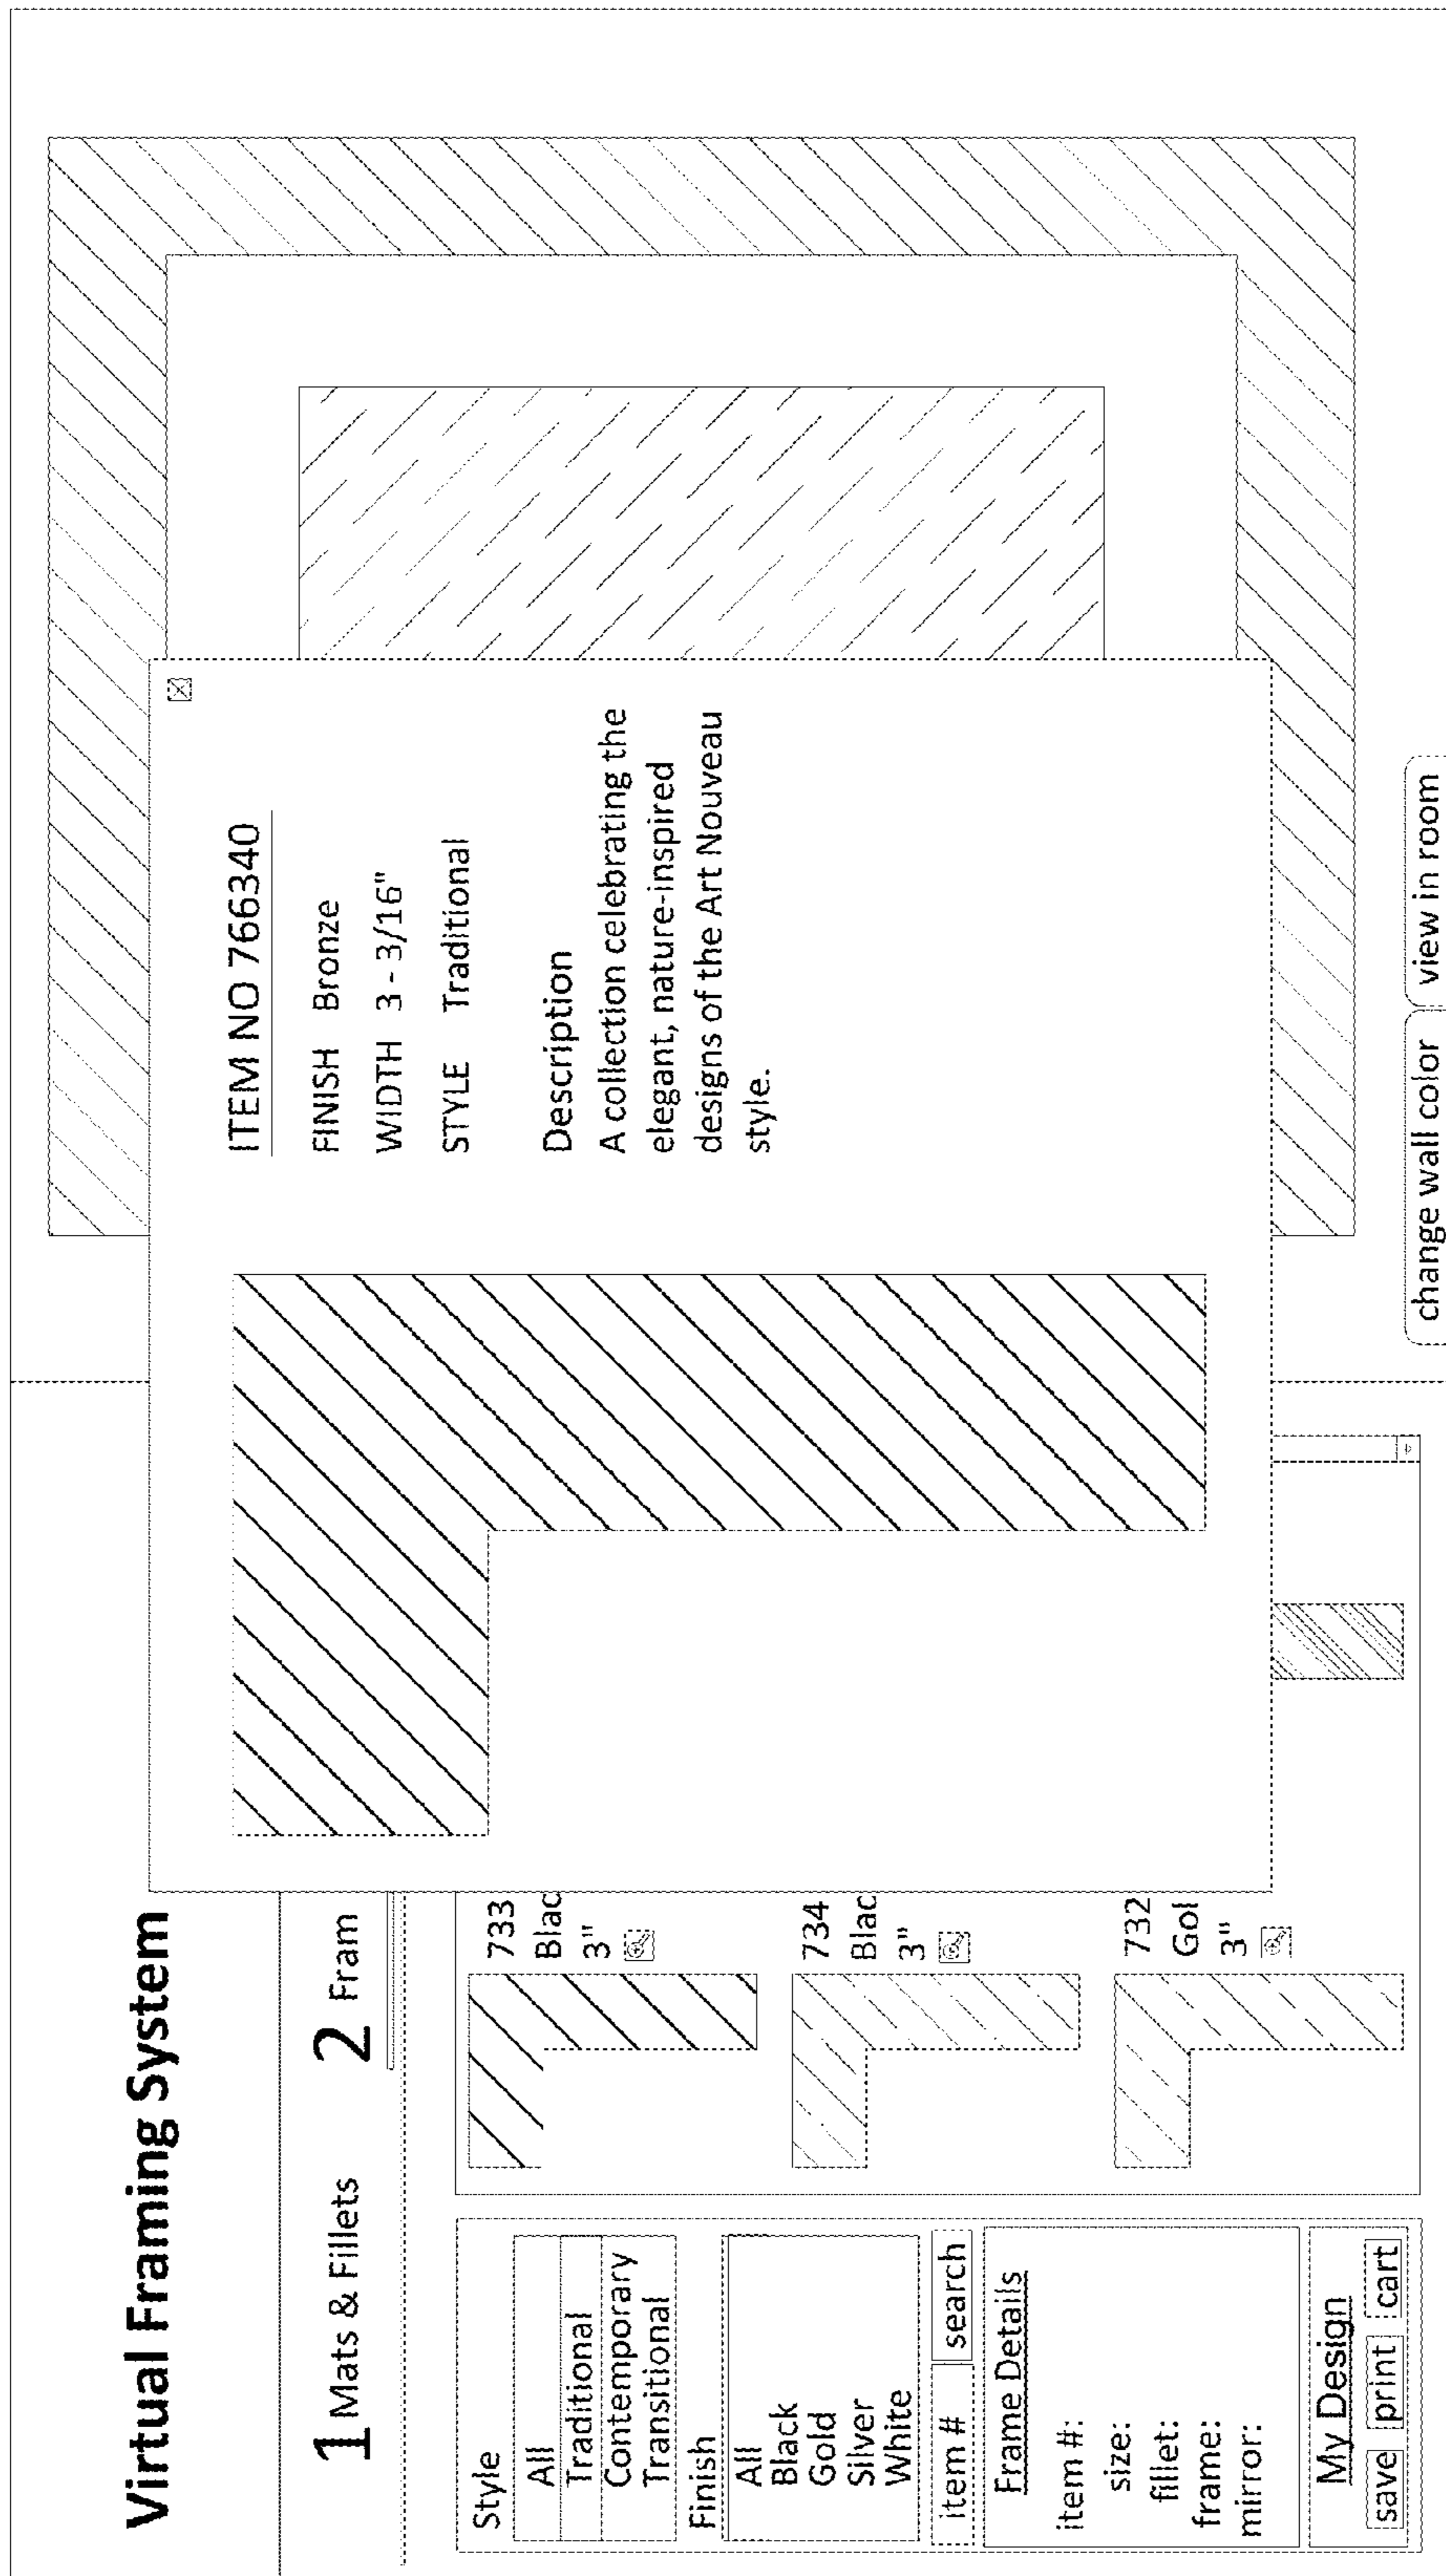 Virtual Framing System
1 Mats & Fillets
2 Fram
Style
All
Traditional
Contemporary
Transitional
Finish
All
Black
Gold
Silver
White
item # search
Frame Details
item #:
size:
fillet:
frame:
mirror:
My Design
save print cart
733
Blac
3"
734
Blac
3"
732
Gol
3"
ITEM NO 766340
FINISH Bronze
WIDTH 3 - 3/16"
STYLE Traditional
Description
A collection celebrating the
elegant, nature-inspired
designs of the Art Nouveau
style.
change wall color view in room